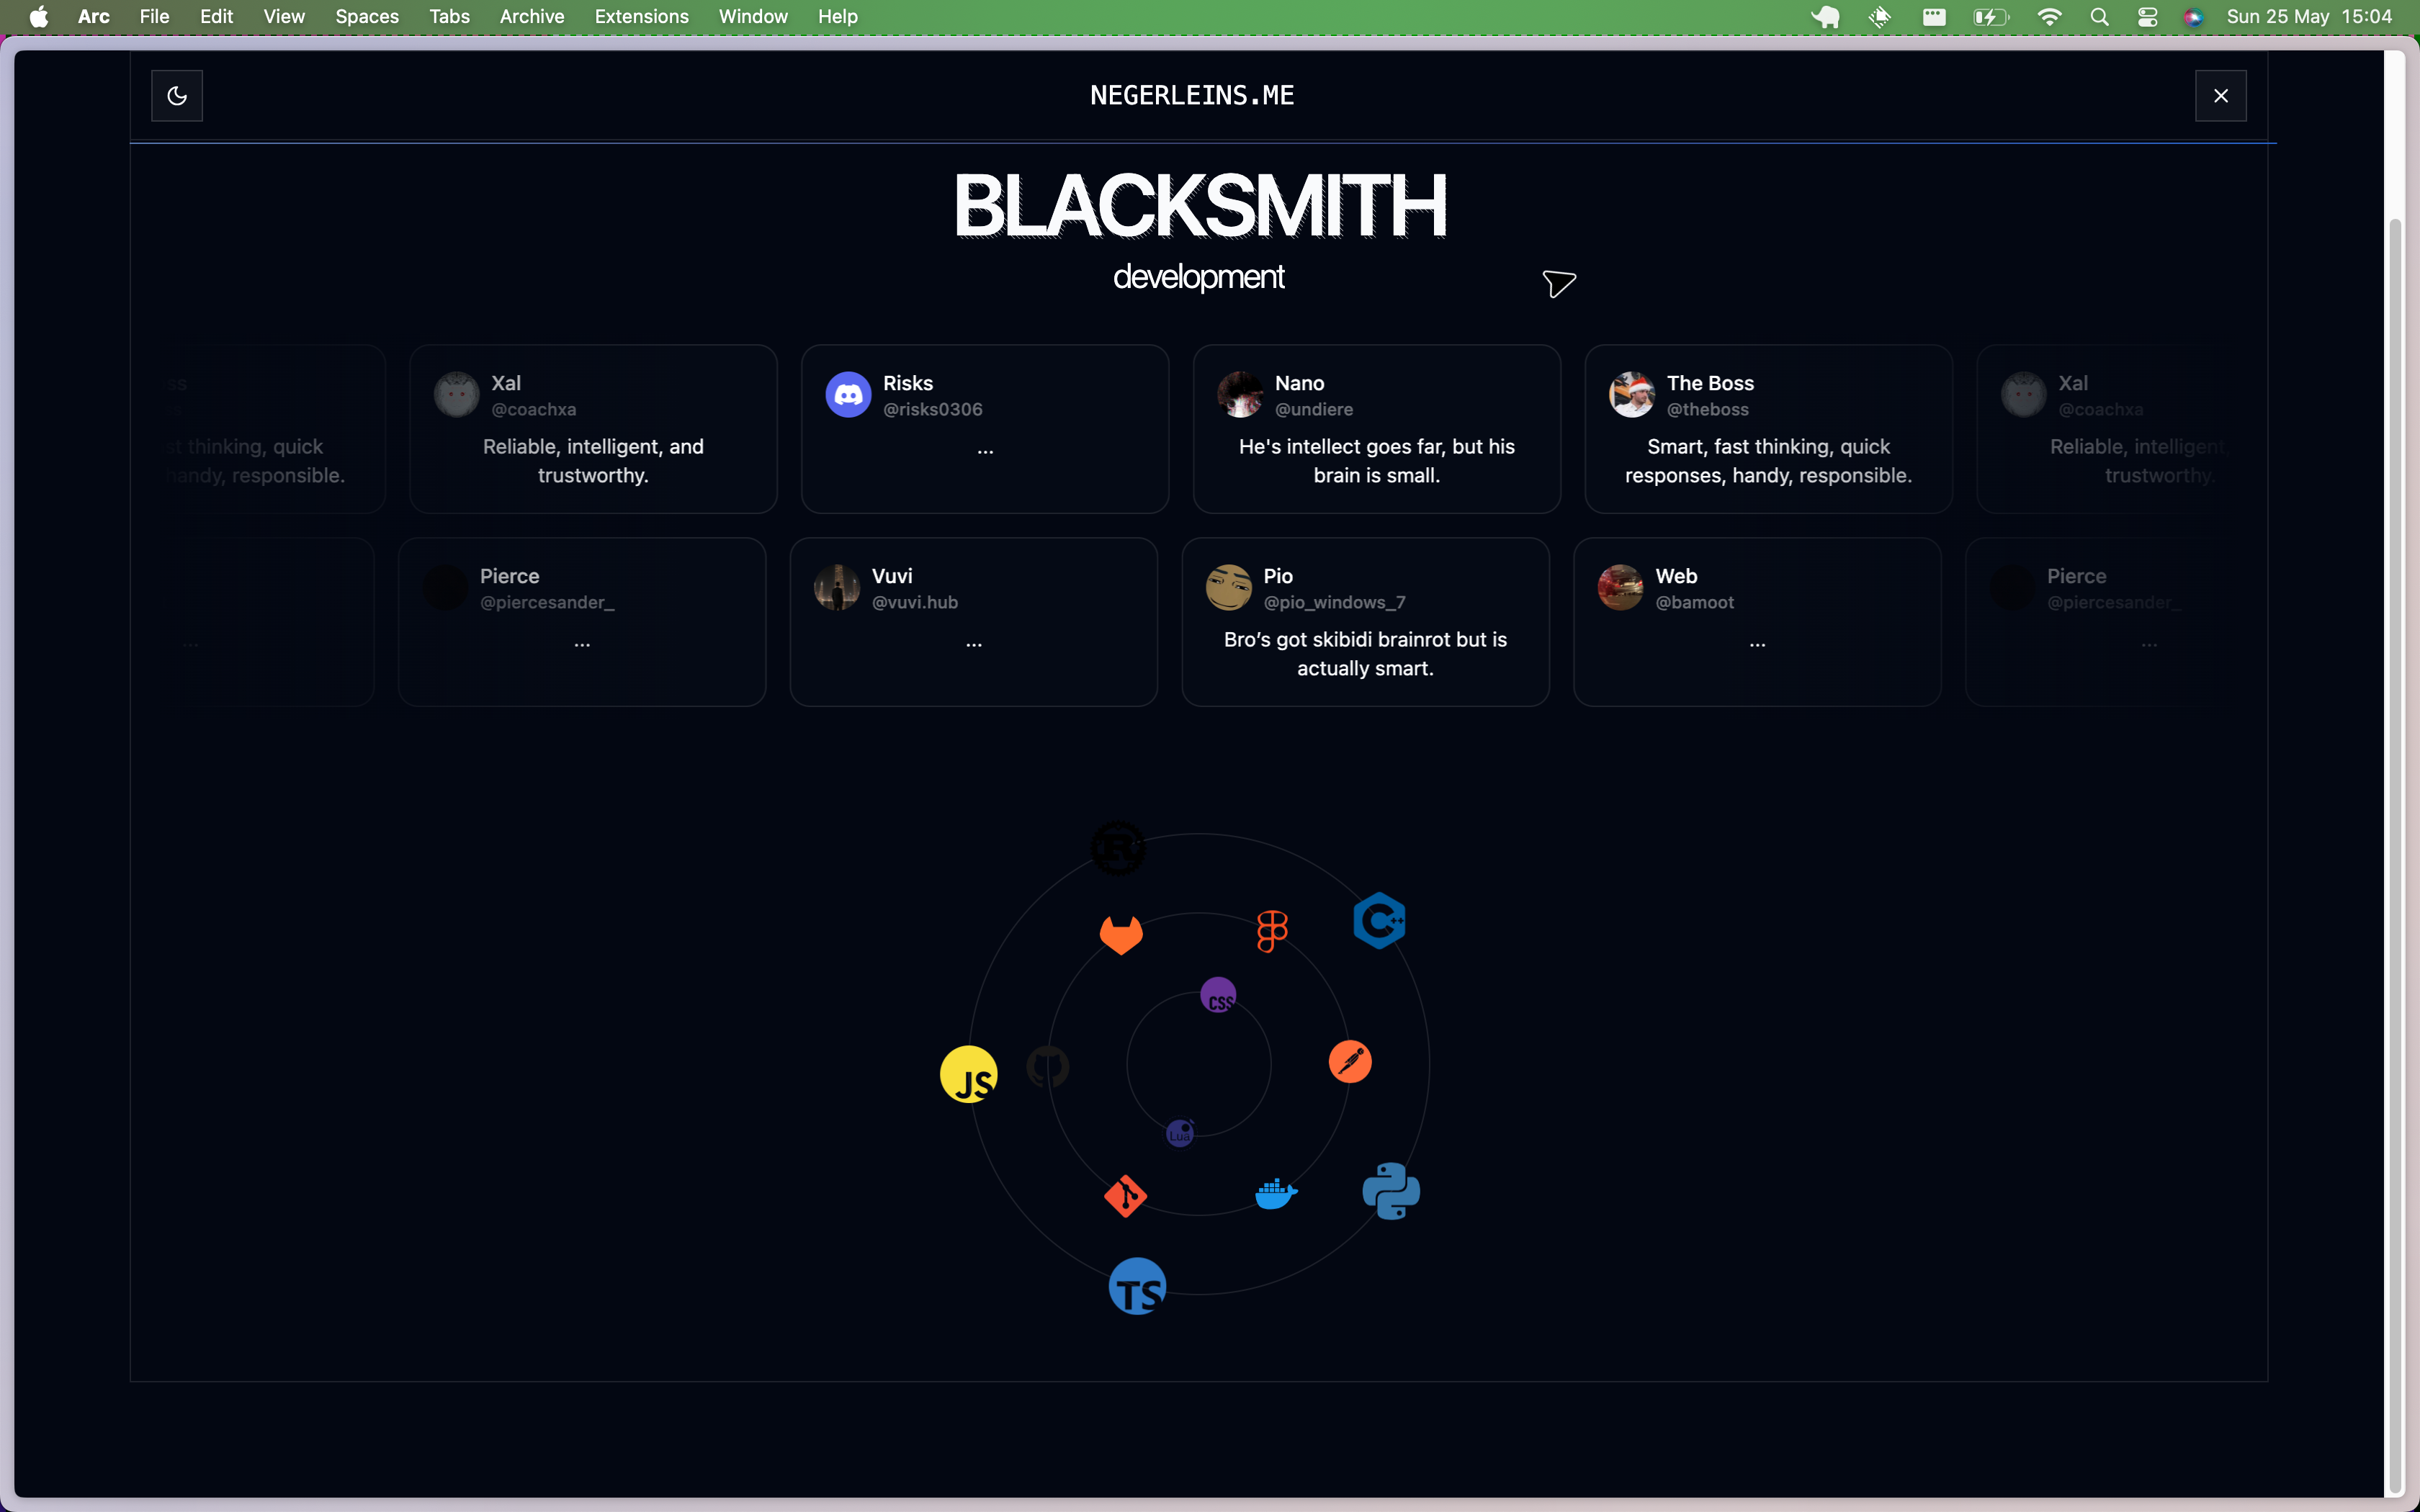 Arc File Edit View Spaces Tabs Archive Extensions Window Help Sun 25 May 15:04
NEGERLEINS.ME
BLACKSMITH
development
ss
Xal
@coachxa
Risks
@risks0306
Nano
@undiere
The Boss
@theboss
Xal
@coachxa
st thinking, quick
handy, responsible.
Reliable, intelligent, and
trustworthy.
...
He's intellect goes far, but his
brain is small.
Smart, fast thinking, quick
responses, handy, responsible.
Reliable, intelligent,
trustworthy.
Pierce
@piercesander_
Vuvi
@vuvi.hub
Pio
@pio_windows_7
Web
@bamoot
Pierce
@piercesander_
...
...
...
Bro’s got skibidi brainrot but is
actually smart.
...
...
R
C++
CSS
JS
Lua
TS